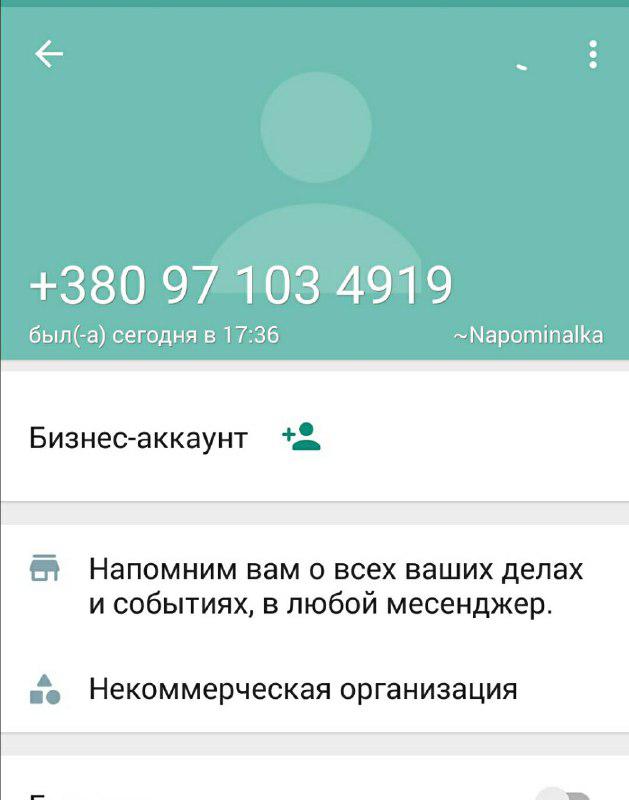 +380 97 103 4919
был(-а) сегодня в 17:36
~Napominalka
Бизнес-аккаунт
Напомним вам о всех ваших делах
и событиях, в любой месенджер.
Некоммерческая организация